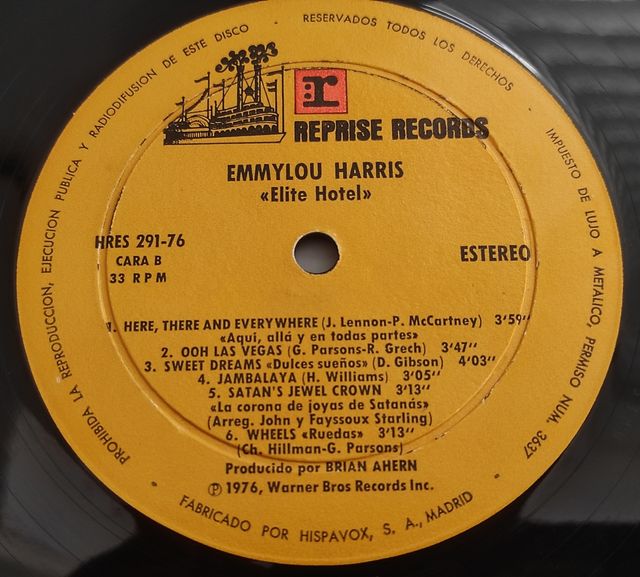 PROHIBIDA LA REPRODUCCION, EJECUCION PUBLICA Y RADIODIFUSION DE ESTE DISCO - RESERVADOS TODOS LOS DERECHOS
IMPUESTO DE LUJO A METALICO, PERMISO NUM. 3637
r
REPRISE RECORDS
EMMYLOU HARRIS
«Elite Hotel»
HRES 291-76
CARA B
33 RPM
ESTEREO
1. HERE, THERE AND EVERYWHERE (J. Lennon-P. McCartney) 3'59''
«Aquí, allá y en todas partes»
2. OOH LAS VEGAS (G. Parsons-R. Grech) 3'47''
3. SWEET DREAMS «Dulces sueños» (D. Gibson) 4'03''
4. JAMBALAYA (H. Williams) 3'05''
5. SATAN'S JEWEL CROWN 3'13''
«La corona de joyas de Satanás»
(Arreg. John y Fayssoux Starling)
6. WHEELS «Ruedas» 3'13''
(Ch. Hillman-G. Parsons)
Producido por BRIAN AHERN
Ⓟ 1976, Warner Bros Records Inc.
- FABRICADO POR HISPAVOX, S. A., MADRID -